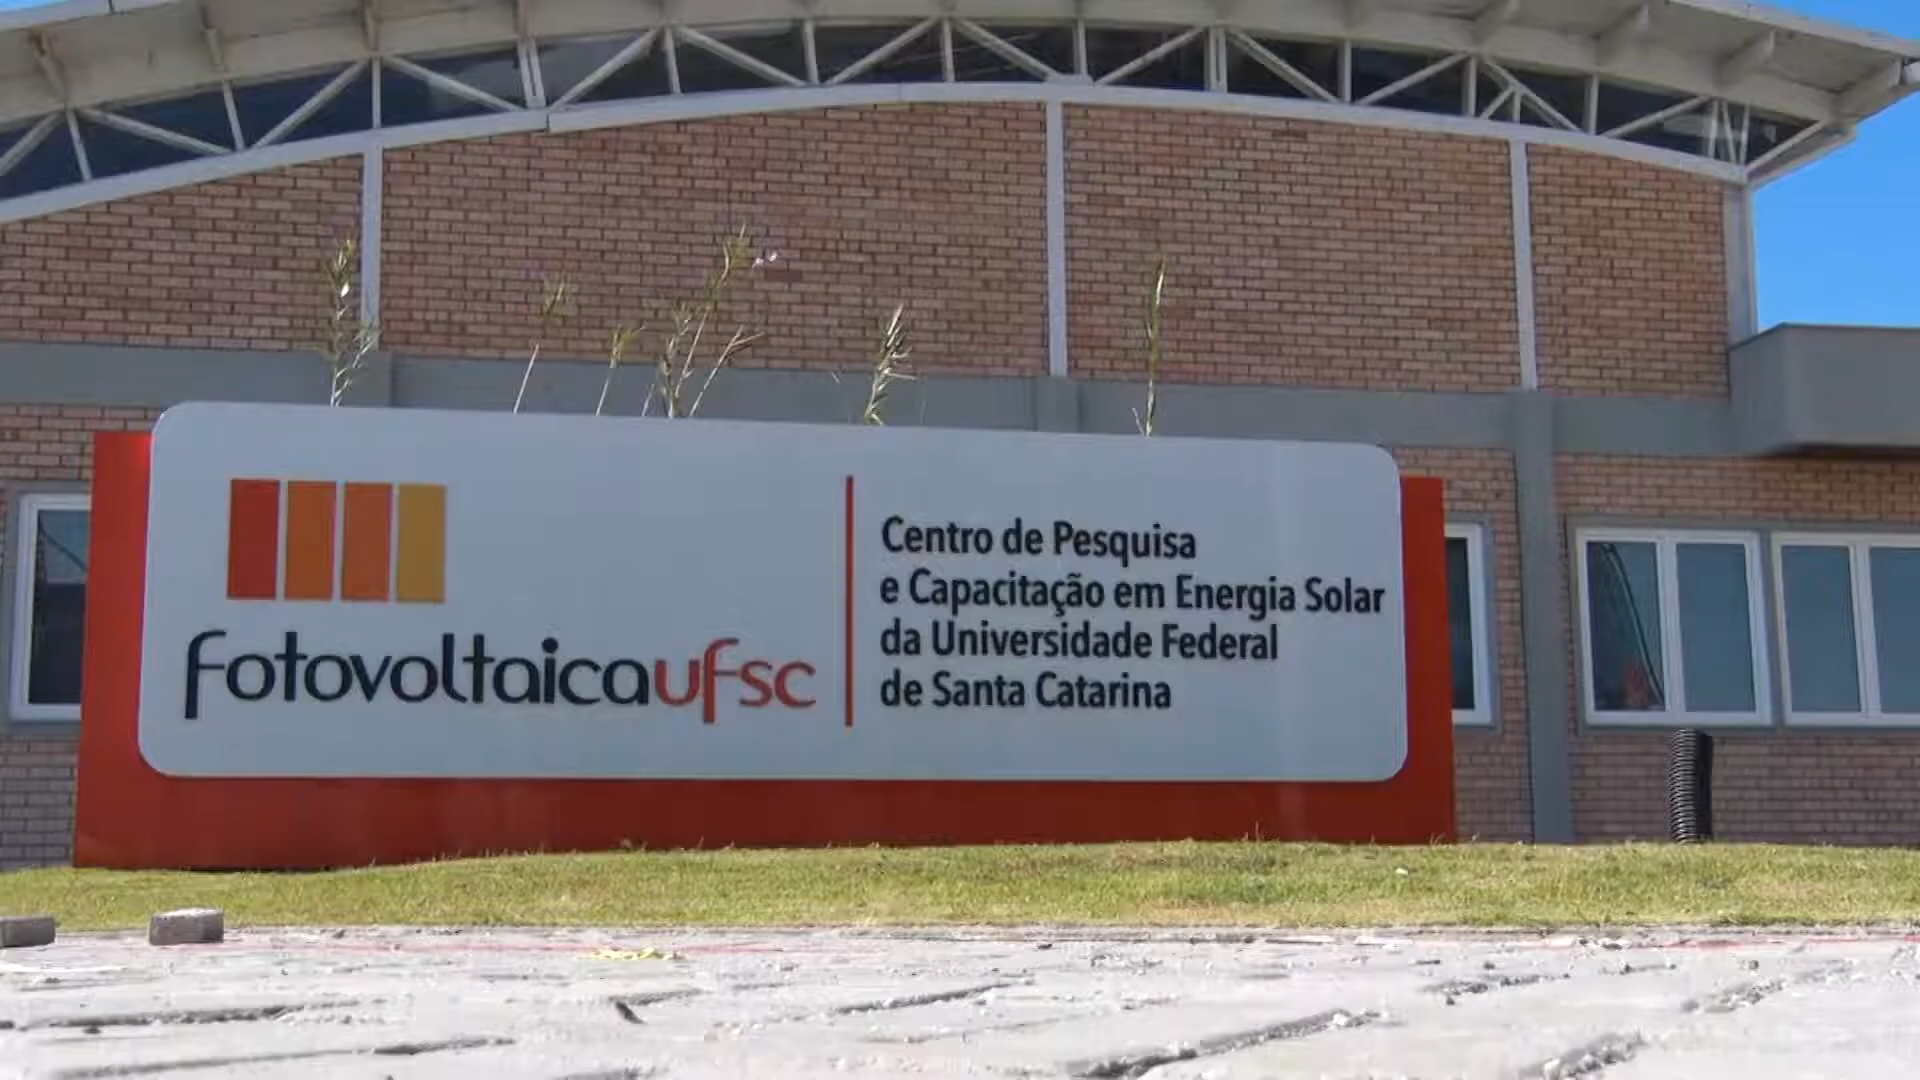 fotovoltaicaufsc
Centro de Pesquisa
e Capacitação em Energia Solar
da Universidade Federal
de Santa Catarina